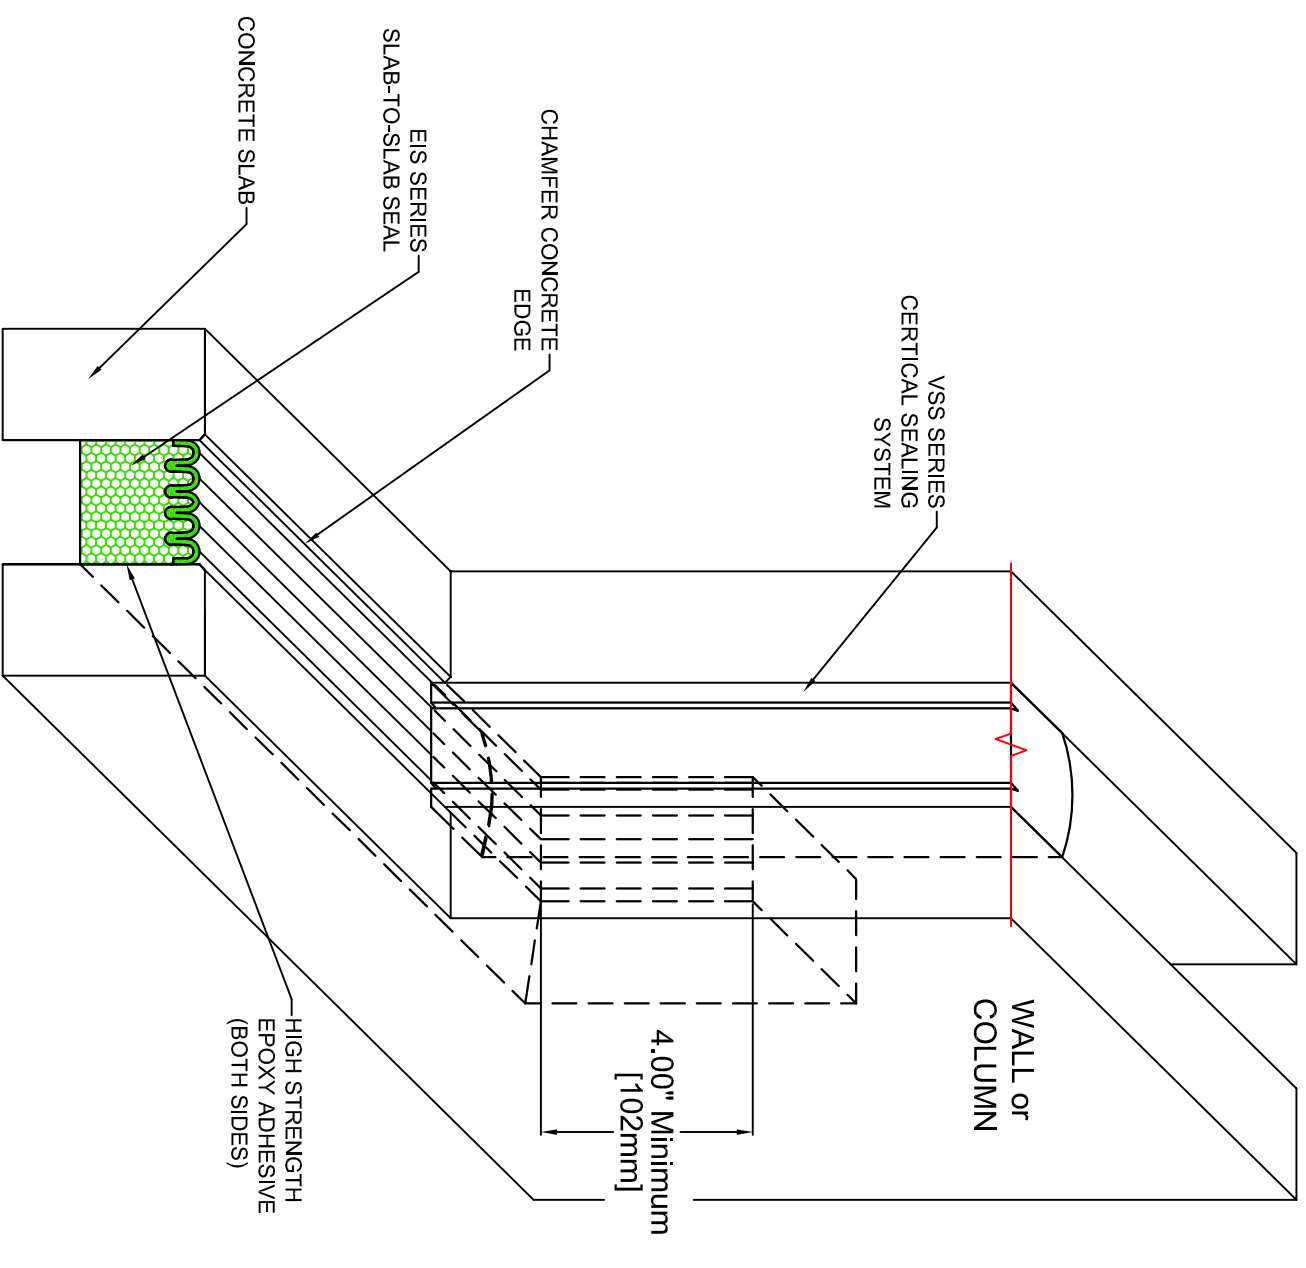 WALL or
COLUMN
4.00" Minimum
[102mm]
VSS SERIES
CERTICAL SEALING
SYSTEM
CHAMFER CONCRETE
EDGE
EIS SERIES
SLAB-TO-SLAB SEAL
CONCRETE SLAB
HIGH STRENGTH
EPOXY ADHESIVE
(BOTH SIDES)